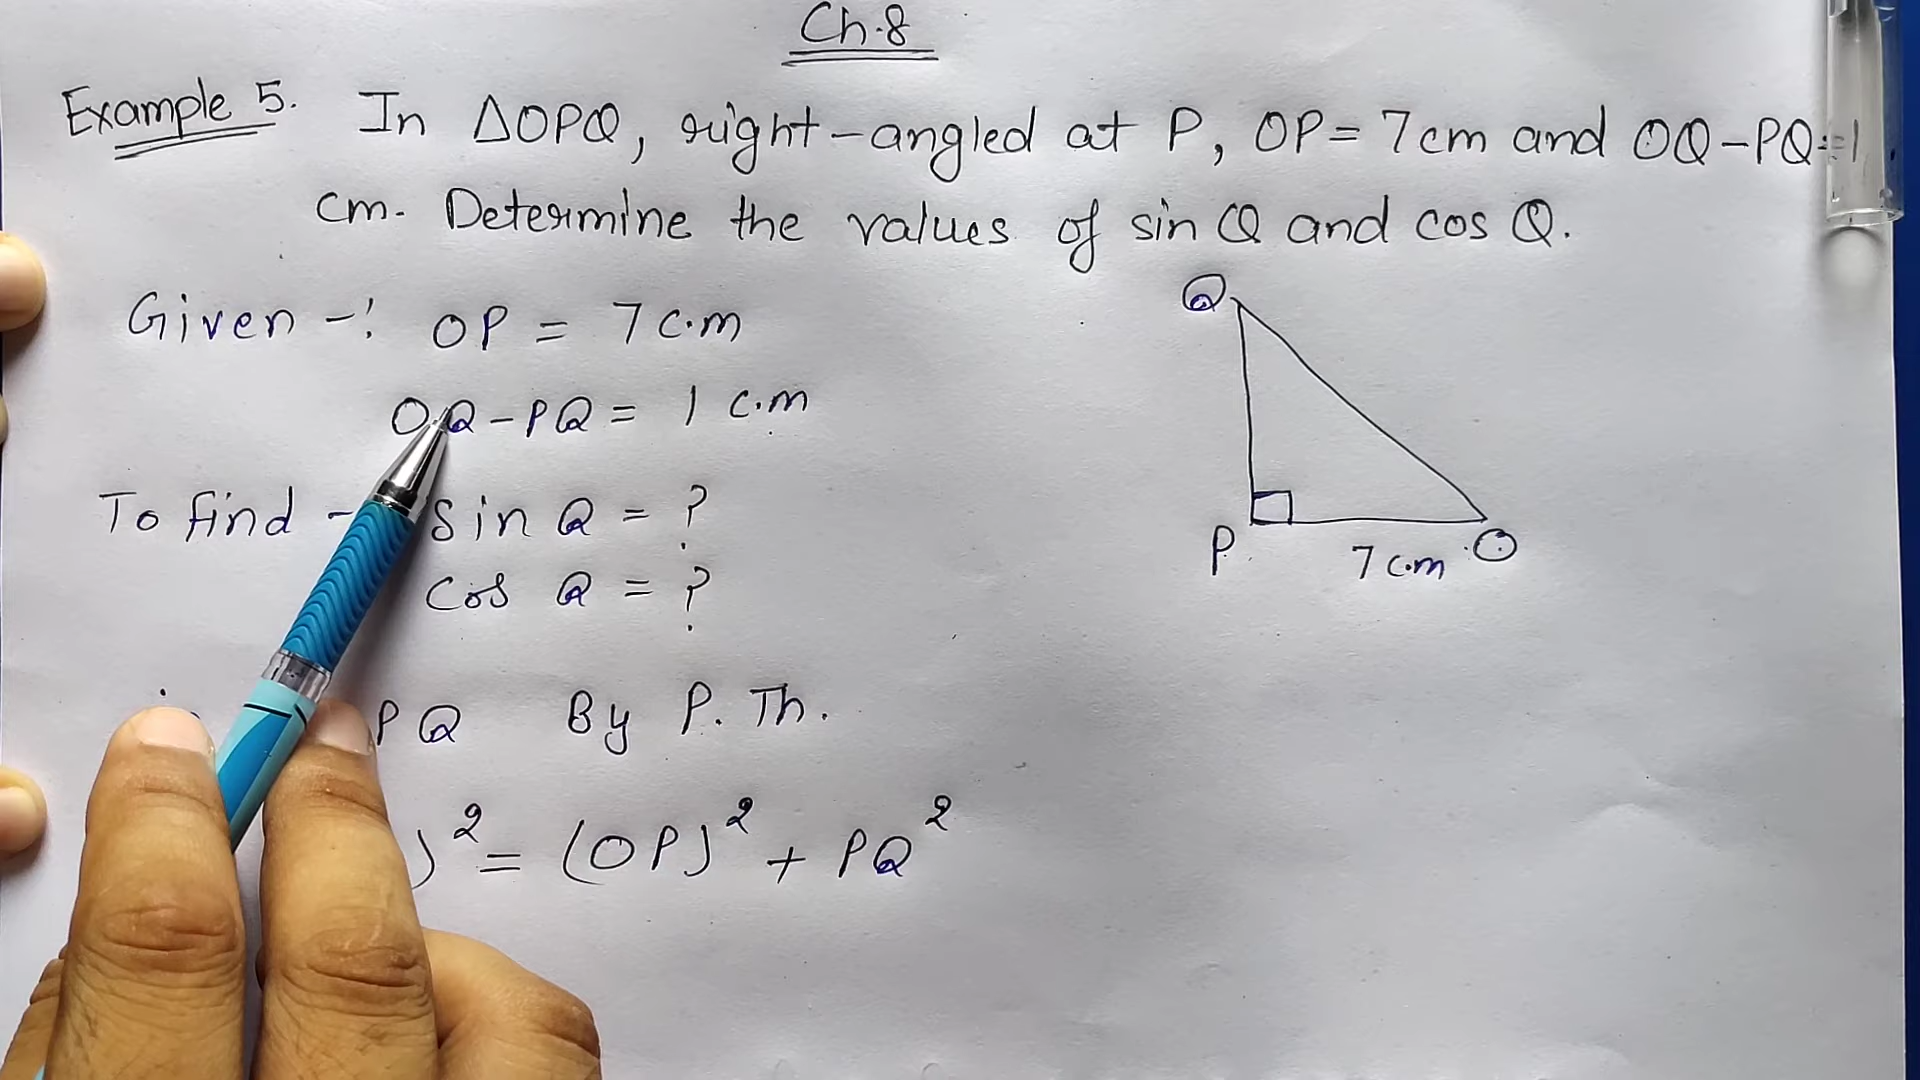 Ch.8
Example 5. In ΔOPQ, right-angled at P, OP = 7 cm and OQ-PQ=1
cm. Determine the values of sin Q and cos Q.
Given -: OP = 7 c.m
OQ - PQ = 1 c.m
To find - sin Q = ?
cos Q = ?
PQ By P. Th.
)² = (OP)² + PQ²
Q
P
7 c.m
O